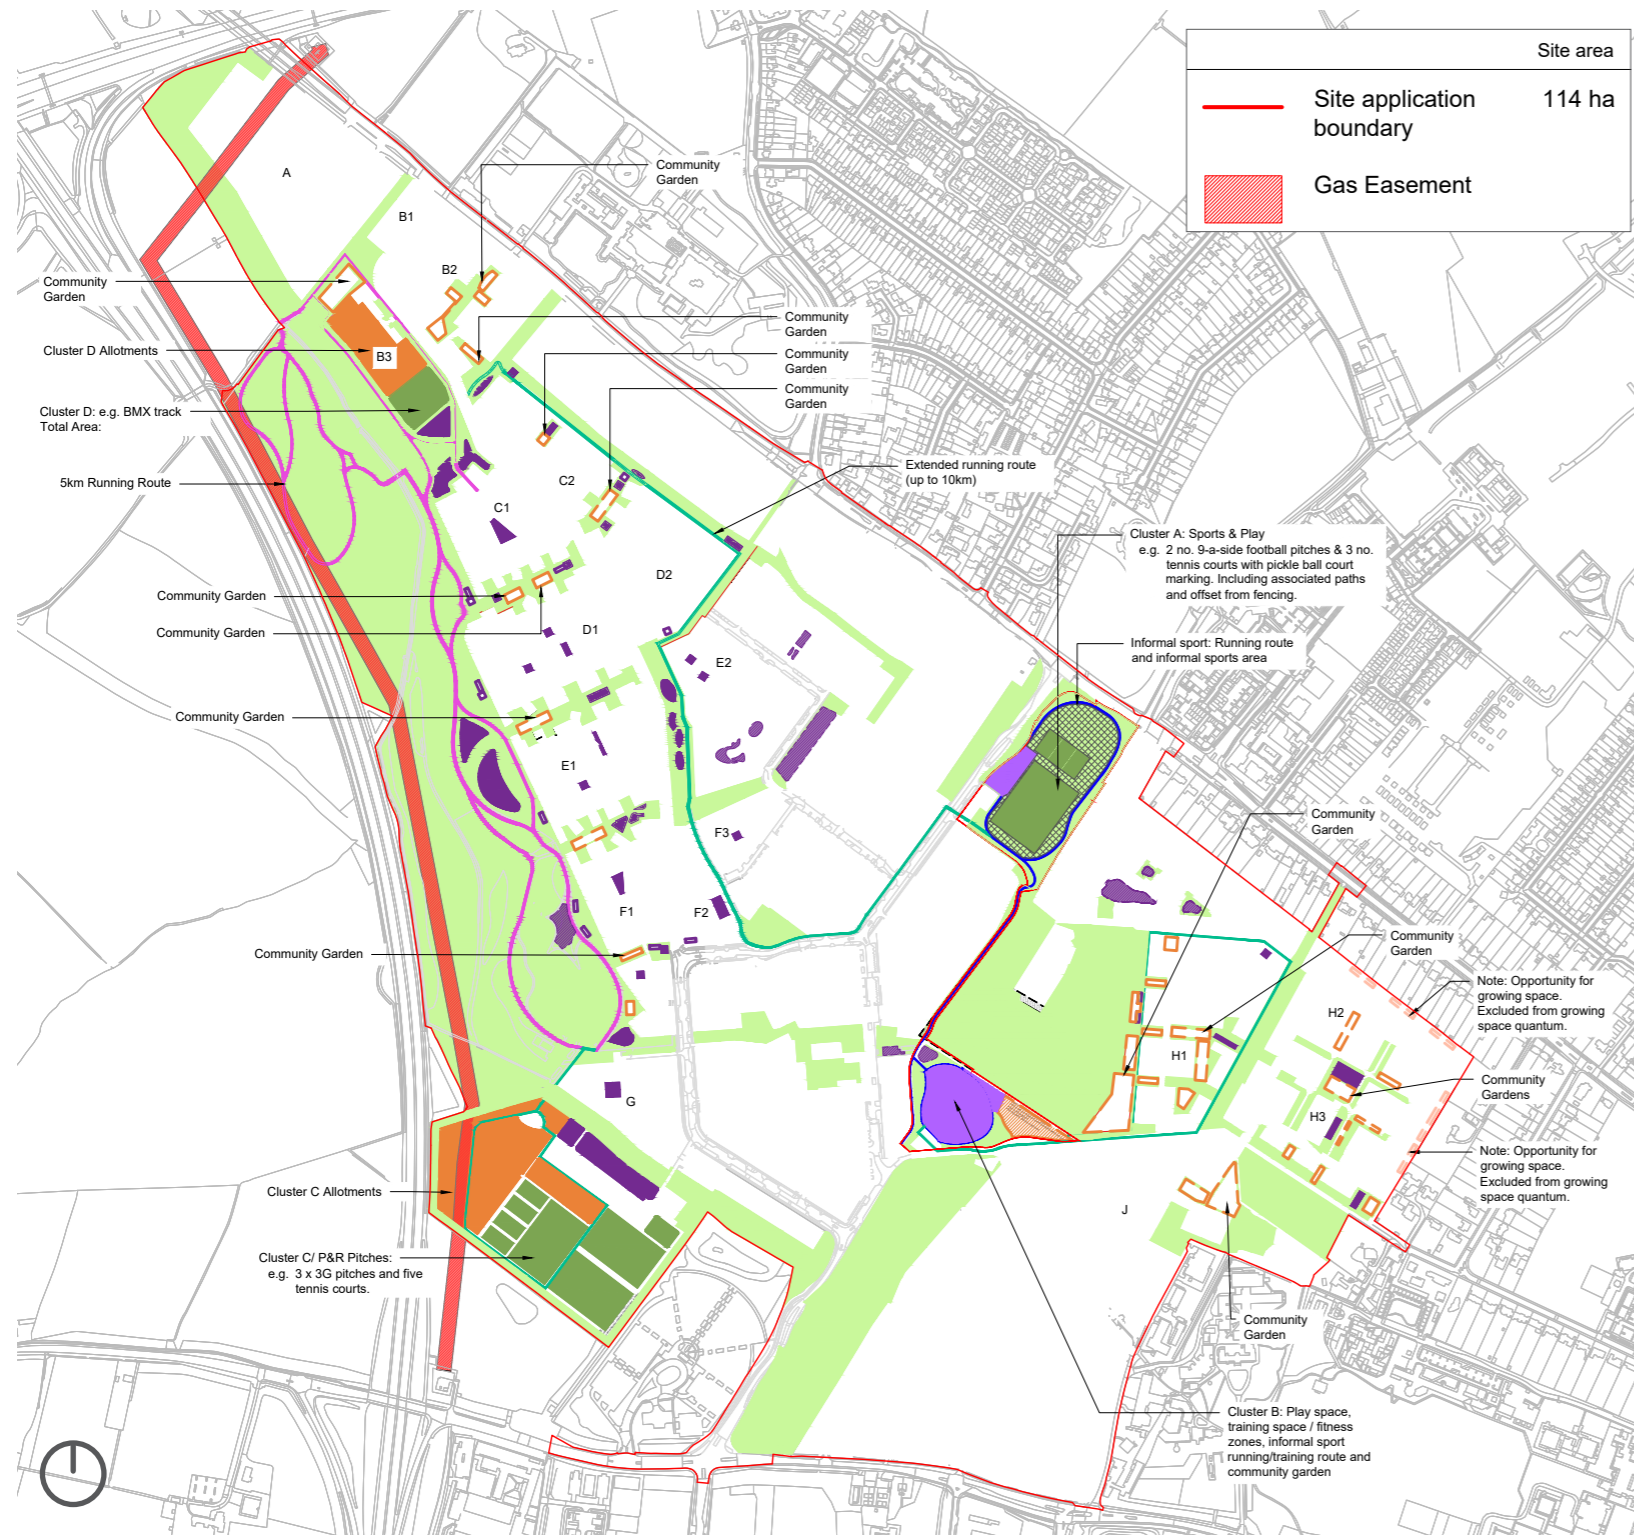 Site area
Site application
boundary
114 ha
Gas Easement
A
Community
Garden
B1
B2
Community
Garden
Community
Garden
Cluster D Allotments
B3
Community
Garden
Community
Garden
Cluster D: e.g. BMX track
Total Area:
5km Running Route
C2
C1
Extended running route
(up to 10km)
Cluster A: Sports & Play
e.g. 2 no. 9-a-side football pitches & 3 no.
tennis courts with pickle ball court
marking. Including associated paths
and offset from fencing.
D2
Community Garden
Community Garden
D1
Informal sport: Running route
and informal sports area
E2
Community Garden
E1
F3
Community
Garden
F1
F2
Community Garden
Community
Garden
Note: Opportunity for
growing space.
Excluded from growing
space quantum.
H2
H1
Community
Gardens
G
H3
Note: Opportunity for
growing space.
Excluded from growing
space quantum.
Cluster C Allotments
J
Cluster C/ P&R Pitches:
e.g. 3 x 3G pitches and five
tennis courts.
Community
Garden
Cluster B: Play space,
training space / fitness
zones, informal sport
running/training route and
community garden